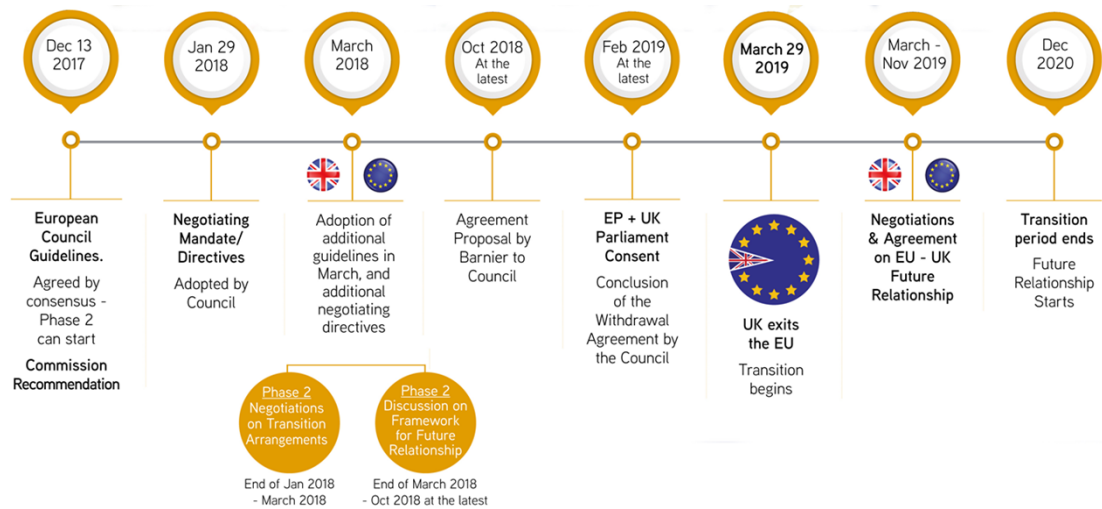 Dec 13
2017
Jan 29
2018
March
2018
Oct 2018
At the
latest
Feb 2019
At the
latest
March 29
2019
March -
Nov 2019
Dec
2020
European
Council
Guidelines.
Agreed by
consensus -
Phase 2
can start
Commission
Recommendation
Negotiating
Mandate/
Directives
Adopted by
Council
Adoption of
additional
guidelines in
March, and
additional
negotiating
directives
Agreement
Proposal by
Barnier to
Council
EP + UK
Parliament
Consent
Conclusion
of the
Withdrawal
Agreement by
the Council
UK exits
the EU
Transition
begins
Negotiations
& Agreement
on EU - UK
Future
Relationship
Transition
period ends
Future
Relationship
Starts
Phase 2
Negotiations
on Transition
Arrangements
End of Jan 2018
- March 2018
Phase 2
Discussion on
Framework
for Future
Relationship
End of March 2018
- Oct 2018 at the latest